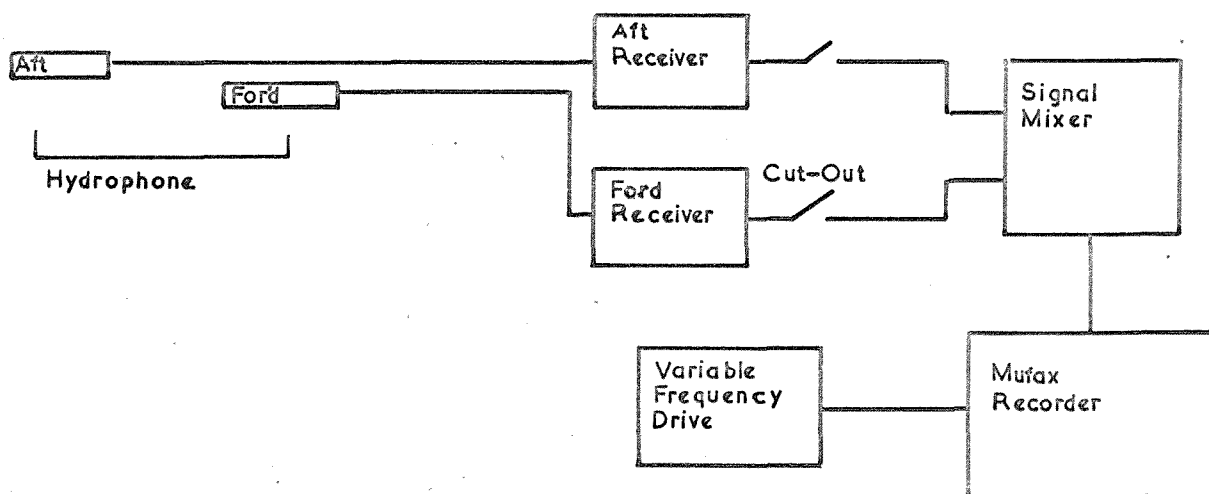 Aft
Ford
Hydrophone
Aft
Receiver
Ford
Receiver
Cut-Out
Signal
Mixer
Variable
Frequency
Drive
Mufax
Recorder